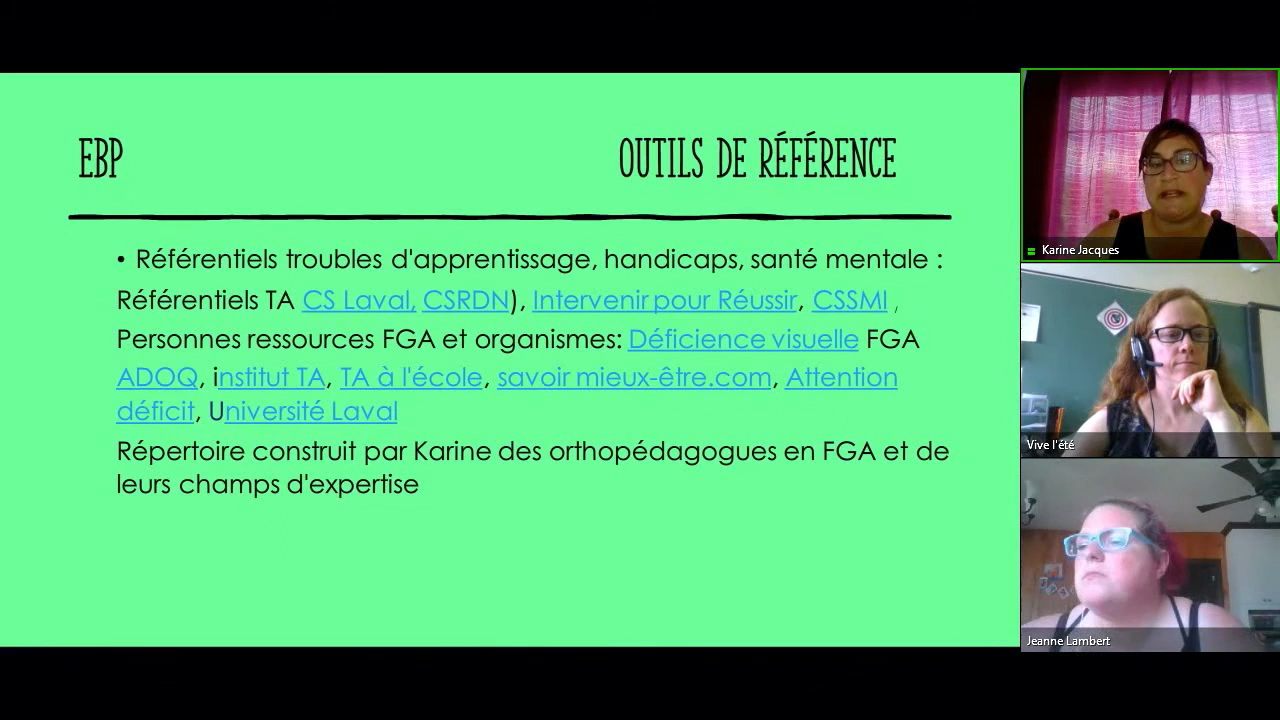 EBP OUTILS DE RÉFÉRENCE
• Référentiels troubles d'apprentissage, handicaps, santé mentale :
Référentiels TA CS Laval, CSRDN), Intervenir pour Réussir, CSSMI ,
Personnes ressources FGA et organismes: Déficience visuelle FGA
ADOQ, institut TA, TA à l'école, savoir mieux-être.com, Attention
déficit, Université Laval
Répertoire construit par Karine des orthopédagogues en FGA et de
leurs champs d'expertise
Karine Jacques
Vive l'été
Jeanne Lambert